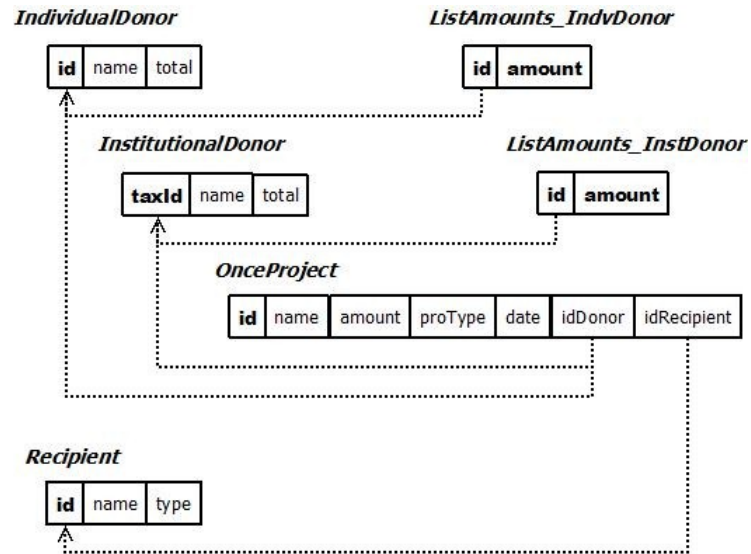 IndividualDonor ListAmounts_IndvDonor
id name total id amount
InstitutionalDonor ListAmounts_InstDonor
taxId name total id amount
OnceProject
id name amount proType date idDonor idRecipient
Recipient
id name type